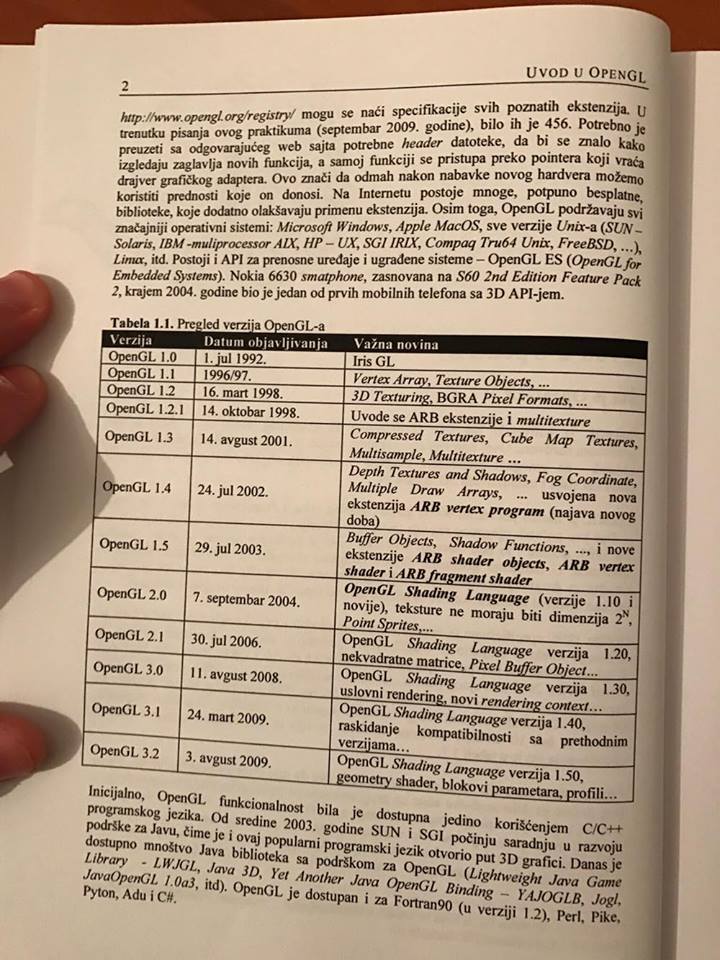 2
UVOD U OPENGL
http://www.opengl.org/registry/ mogu se naći specifikacije svih poznatih ekstenzija. U
trenutku pisanja ovog praktikuma (septembar 2009. godine), bilo ih je 456. Potrebno je
preuzeti sa odgovarajućeg web sajta potrebne header datoteke, da bi se znalo kako
izgledaju zaglavlja novih funkcija, a samoj funkciji se pristupa preko pointera koji vraća
drajver grafičkog adaptera. Ovo znači da odmah nakon nabavke novog hardvera možemo
koristiti prednosti koje on donosi. Na Internetu postoje mnoge, potpuno besplatne,
biblioteke, koje dodatno olakšavaju primenu ekstenzija. Osim toga, OpenGL podržavaju svi
značajniji operativni sistemi: Microsoft Windows, Apple MacOS, sve verzije Unix-a (SUN –
Solaris, IBM -muliprocessor AIX, HP – UX, SGI IRIX, Compaq Tru64 Unix, FreeBSD, ...),
Linux, itd. Postoji i API za prenosne uređaje i ugrađene sisteme – OpenGL ES (OpenGL for
Embedded Systems). Nokia 6630 smatphone, zasnovana na S60 2nd Edition Feature Pack
2, krajem 2004. godine bio je jedan od prvih mobilnih telefona sa 3D API-jem.
Tabela 1.1. Pregled verzija OpenGL-a
Verzija Datum objavljivanja Važna novina
OpenGL 1.0 1. jul 1992. Iris GL
OpenGL 1.1 1996/97. Vertex Array, Texture Objects, ...
OpenGL 1.2 16. mart 1998. 3D Texturing, BGRA Pixel Formats, ...
OpenGL 1.2.1 14. oktobar 1998. Uvode se ARB ekstenzije i multitexture
OpenGL 1.3 14. avgust 2001. Compressed Textures, Cube Map Textures,
Multisample, Multitexture ...
OpenGL 1.4 24. jul 2002. Depth Textures and Shadows, Fog Coordinate,
Multiple Draw Arrays, ... usvojena nova
ekstenzija ARB vertex program (najava novog
doba)
OpenGL 1.5 29. jul 2003. Buffer Objects, Shadow Functions, ..., i nove
ekstenzije ARB shader objects, ARB vertex
shader i ARB fragment shader
OpenGL 2.0 7. septembar 2004. OpenGL Shading Language (verzije 1.10 i
novije), teksture ne moraju biti dimenzija 2ᴺ,
Point Sprites,...
OpenGL 2.1 30. jul 2006. OpenGL Shading Language verzija 1.20,
nekvadratne matrice, Pixel Buffer Object...
OpenGL 3.0 11. avgust 2008. OpenGL Shading Language verzija 1.30,
uslovni rendering, novi rendering context...
OpenGL 3.1 24. mart 2009. OpenGL Shading Language verzija 1.40,
raskidanje kompatibilnosti sa prethodnim
verzijama...
OpenGL 3.2 3. avgust 2009. OpenGL Shading Language verzija 1.50,
geometry shader, blokovi parametara, profili...
Inicijalno, OpenGL funkcionalnost bila je dostupna jedino korišćenjem C/C++
programskog jezika. Od sredine 2003. godine SUN i SGI počinju saradnju u razvoju
podrške za Javu, čime je i ovaj popularni programski jezik otvorio put 3D grafici. Danas je
dostupno mnoštvo Java biblioteka sa podrškom za OpenGL (Lightweight Java Game
Library - LWJGL, Java 3D, Yet Another Java OpenGL Binding – YAJOGLB, Jogl,
JavaOpenGL 1.0a3, itd). OpenGL je dostupan i za Fortran90 (u verziji 1.2), Perl, Pike,
Pyton, Adu i C#.